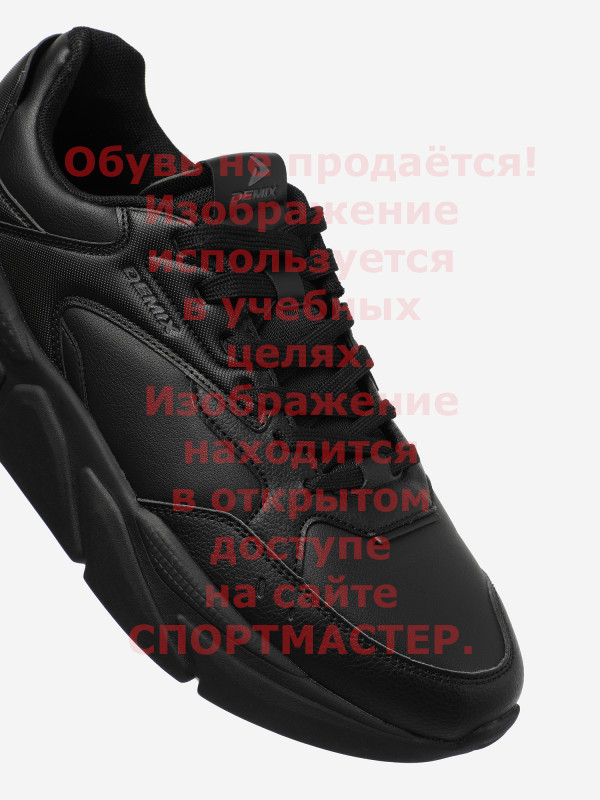 Обувь не продаётся!
DEMIX
Изображение
используется
DEMIX
в учебных
целях.
Изображение
находится
в открытом
доступе
на сайте
СПОРТМАСТЕР.